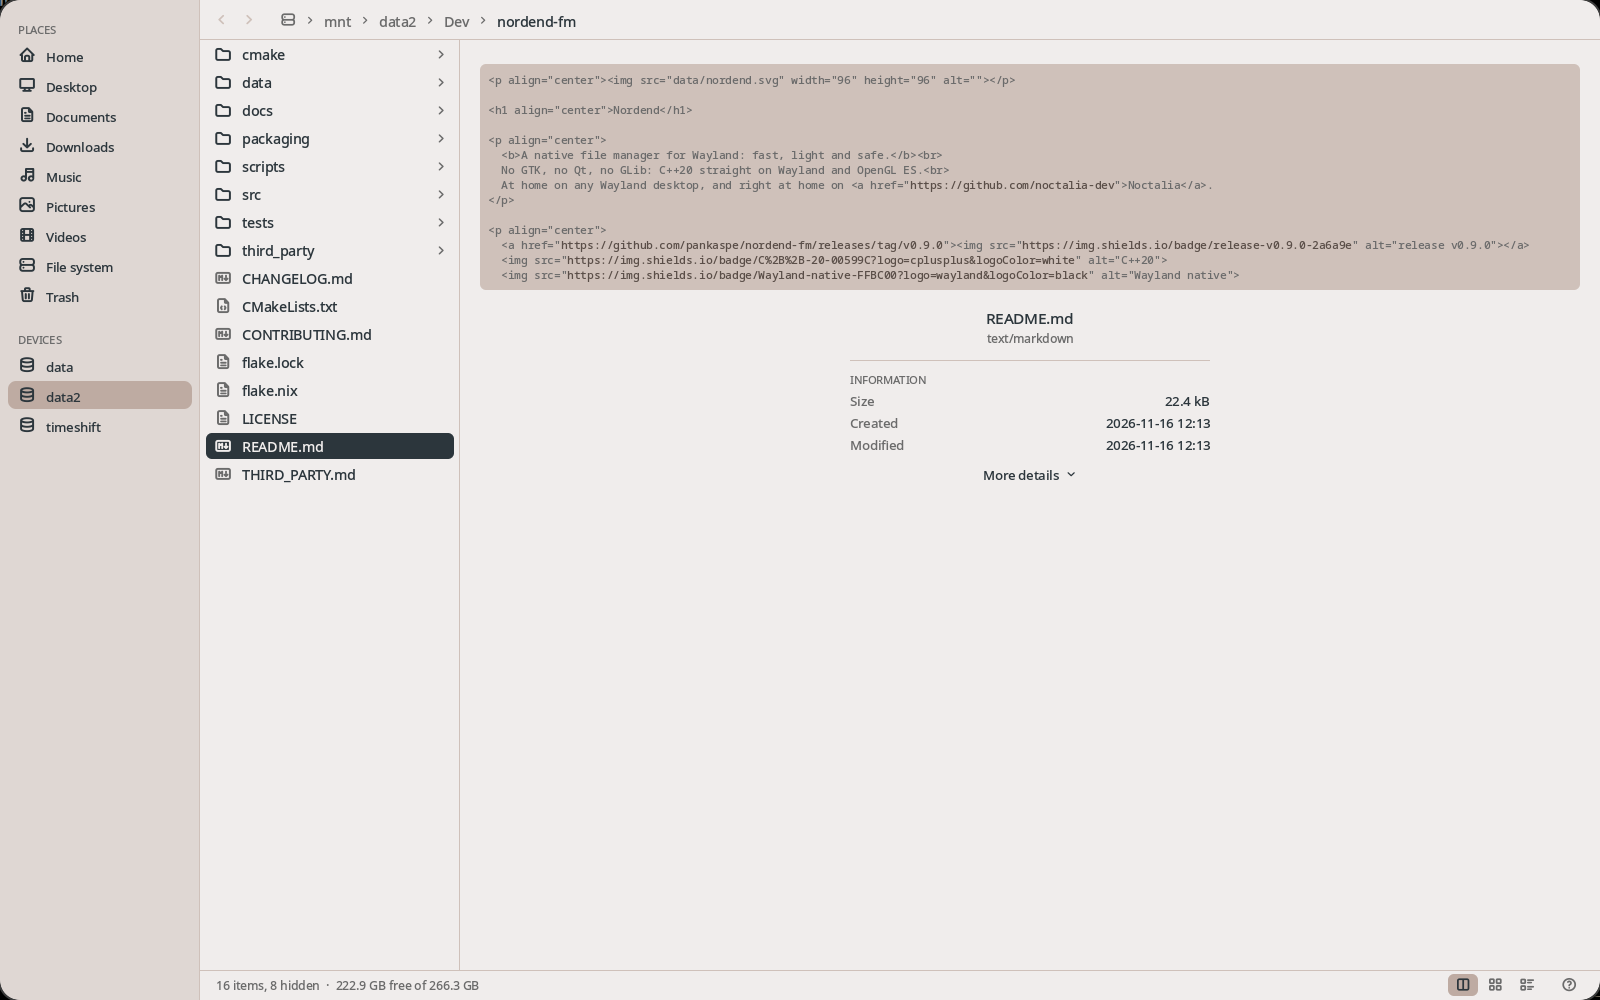 PLACES
Home
Desktop
Documents
Downloads
Music
Pictures
Videos
File system
Trash
DEVICES
data
data2
timeshift
mnt > data2 > Dev > nordend-fm
cmake
data
docs
packaging
scripts
src
tests
third_party
CHANGELOG.md
CMakeLists.txt
CONTRIBUTING.md
flake.lock
flake.nix
LICENSE
README.md
THIRD_PARTY.md
<p align="center"><img src="data/nordend.svg" width="96" height="96" alt=""></p>
<h1 align="center">Nordend</h1>
<p align="center">
<b>A native file manager for Wayland: fast, light and safe.</b><br>
No GTK, no Qt, no GLib: C++20 straight on Wayland and OpenGL ES.<br>
At home on any Wayland desktop, and right at home on <a href="https://github.com/noctalia-dev">Noctalia</a>.
</p>
<p align="center">
<a href="https://github.com/pankaspe/nordend-fm/releases/tag/v0.9.0"><img src="https://img.shields.io/badge/release-v0.9.0-2a6a9e" alt="release v0.9.0"></a>
<img src="https://img.shields.io/badge/C%2B%2B-20-00599C?logo=cplusplus&logoColor=white" alt="C++20">
<img src="https://img.shields.io/badge/Wayland-native-FFBC00?logo=wayland&logoColor=black" alt="Wayland native">
README.md
text/markdown
INFORMATION
Size 22.4 kB
Created 2026-11-16 12:13
Modified 2026-11-16 12:13
More details
16 items, 8 hidden · 222.9 GB free of 266.3 GB